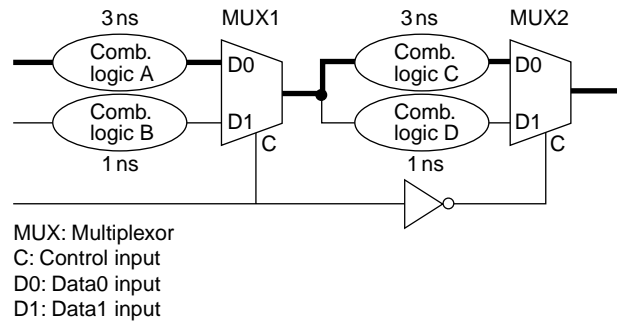 3 ns
MUX1
3 ns
MUX2
Comb.
logic A
D0
Comb.
logic C
D0
Comb.
logic B
D1
Comb.
logic D
D1
C
C
1 ns
1 ns
MUX: Multiplexor
C: Control input
D0: Data0 input
D1: Data1 input